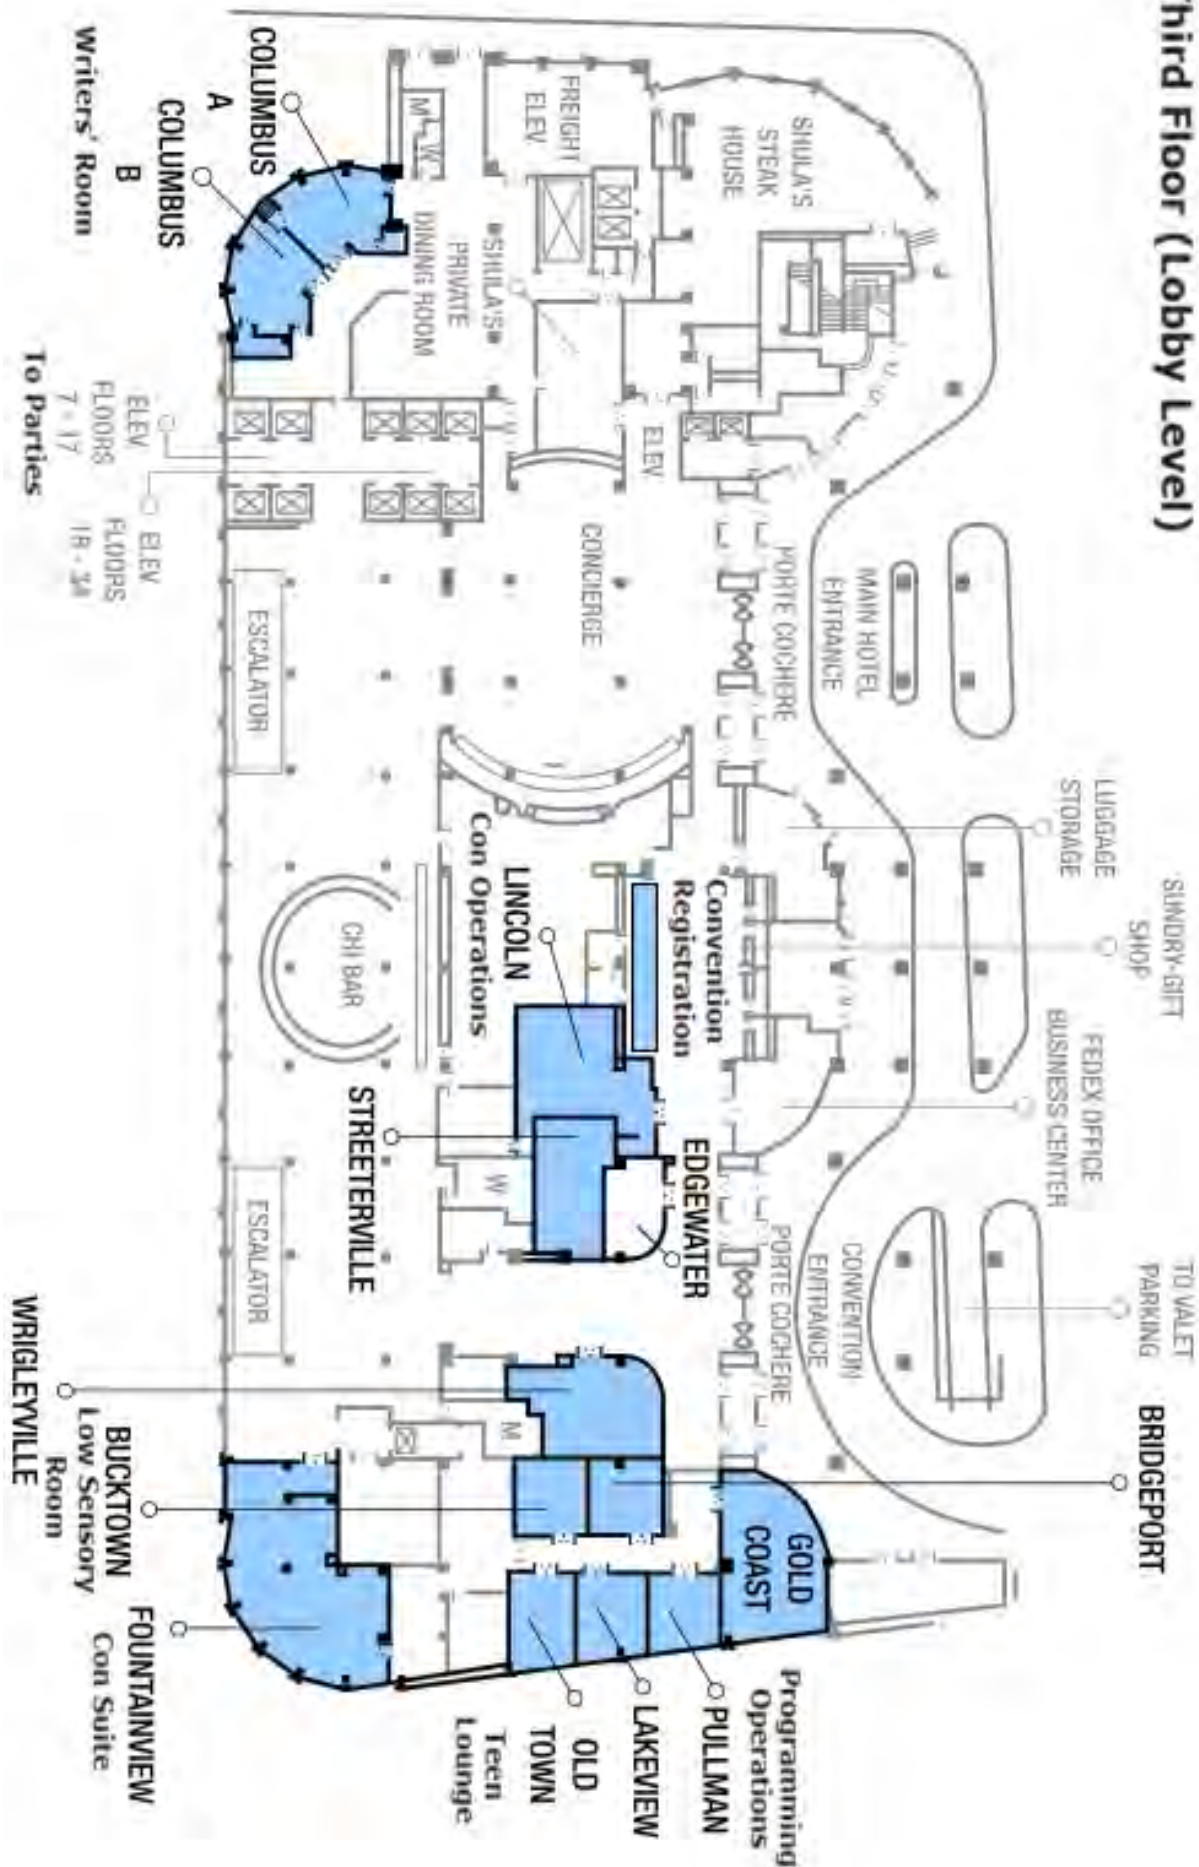 Third Floor (Lobby Level)
SHULA'S
STEAK
HOUSE
FREIGHT
ELEV
M
W
SHULA'S
PRIVATE
DINING ROOM
COLUMBUS
A
COLUMBUS
B
Writers' Room
ELEV
FLOORS
7 - 17
To Parties
ELEV
FLOORS
ELEV
CONCIERGE
PORTE COCHERE
MAIN HOTEL
ENTRANCE
ESCALATOR
LUGGAGE
STORAGE
SUNDRY-GIFT
SHOP
FEDEX OFFICE
BUSINESS CENTER
Convention
Registration
LINCOLN
Con Operations
CHI BAR
STREETERVILLE
EDGEWATER
W
PORTE COCHERE
CONVENTION
ENTRANCE
TO VALET
PARKING
ESCALATOR
BRIDGEPORT
M
WRIGLEYVILLE
BUCKTOWN
Low Sensory
Room
FOUNTAINVIEW
Con Suite
GOLD
COAST
Programming
Operations
PULLMAN
LAKEVIEW
OLD
TOWN
Teen
Lounge